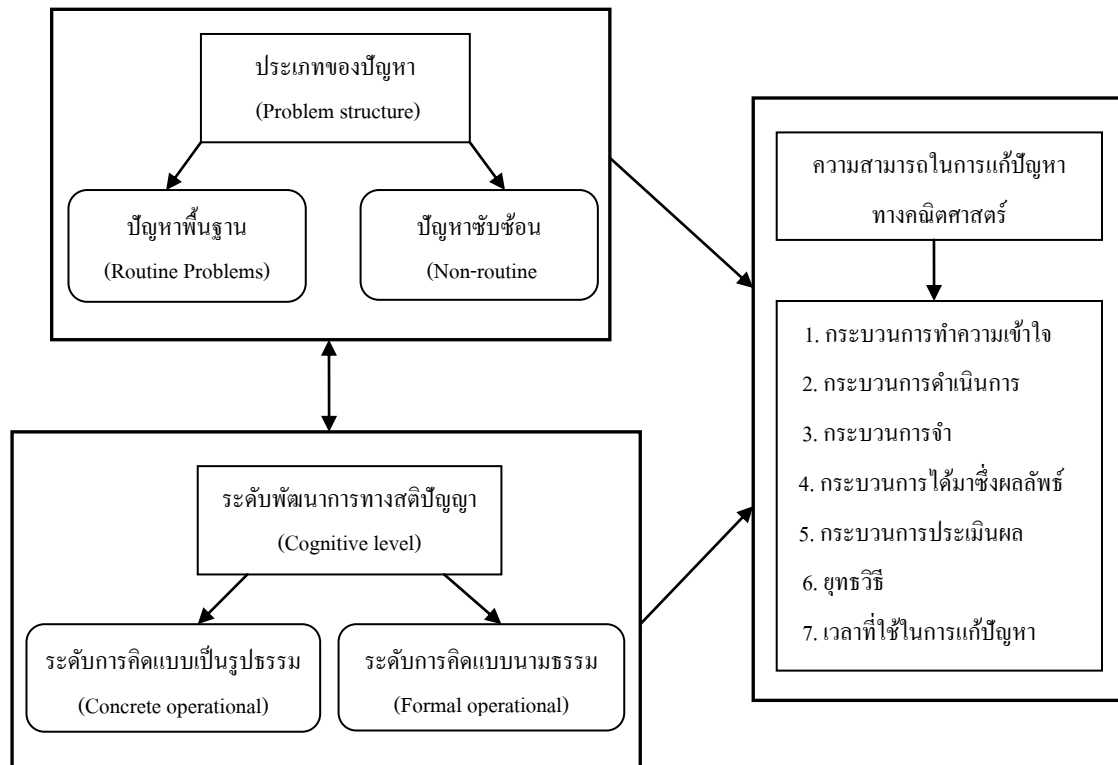 ประเภทของปัญหา
(Problem structure)
ปัญหาพื้นฐาน
(Routine Problems)
ปัญหาซับซ้อน
(Non-routine
ระดับพัฒนาการทางสติปัญญา
(Cognitive level)
ระดับการคิดแบบเป็นรูปธรรม
(Concrete operational)
ระดับการคิดแบบนามธรรม
(Formal operational)
ความสามารถในการแก้ปัญหา
ทางคณิตศาสตร์
1. กระบวนการทำความเข้าใจ
2. กระบวนการดำเนินการ
3. กระบวนการจำ
4. กระบวนการได้มาซึ่งผลลัพธ์
5. กระบวนการประเมินผล
6. ยุทธวิธี
7. เวลาที่ใช้ในการแก้ปัญหา